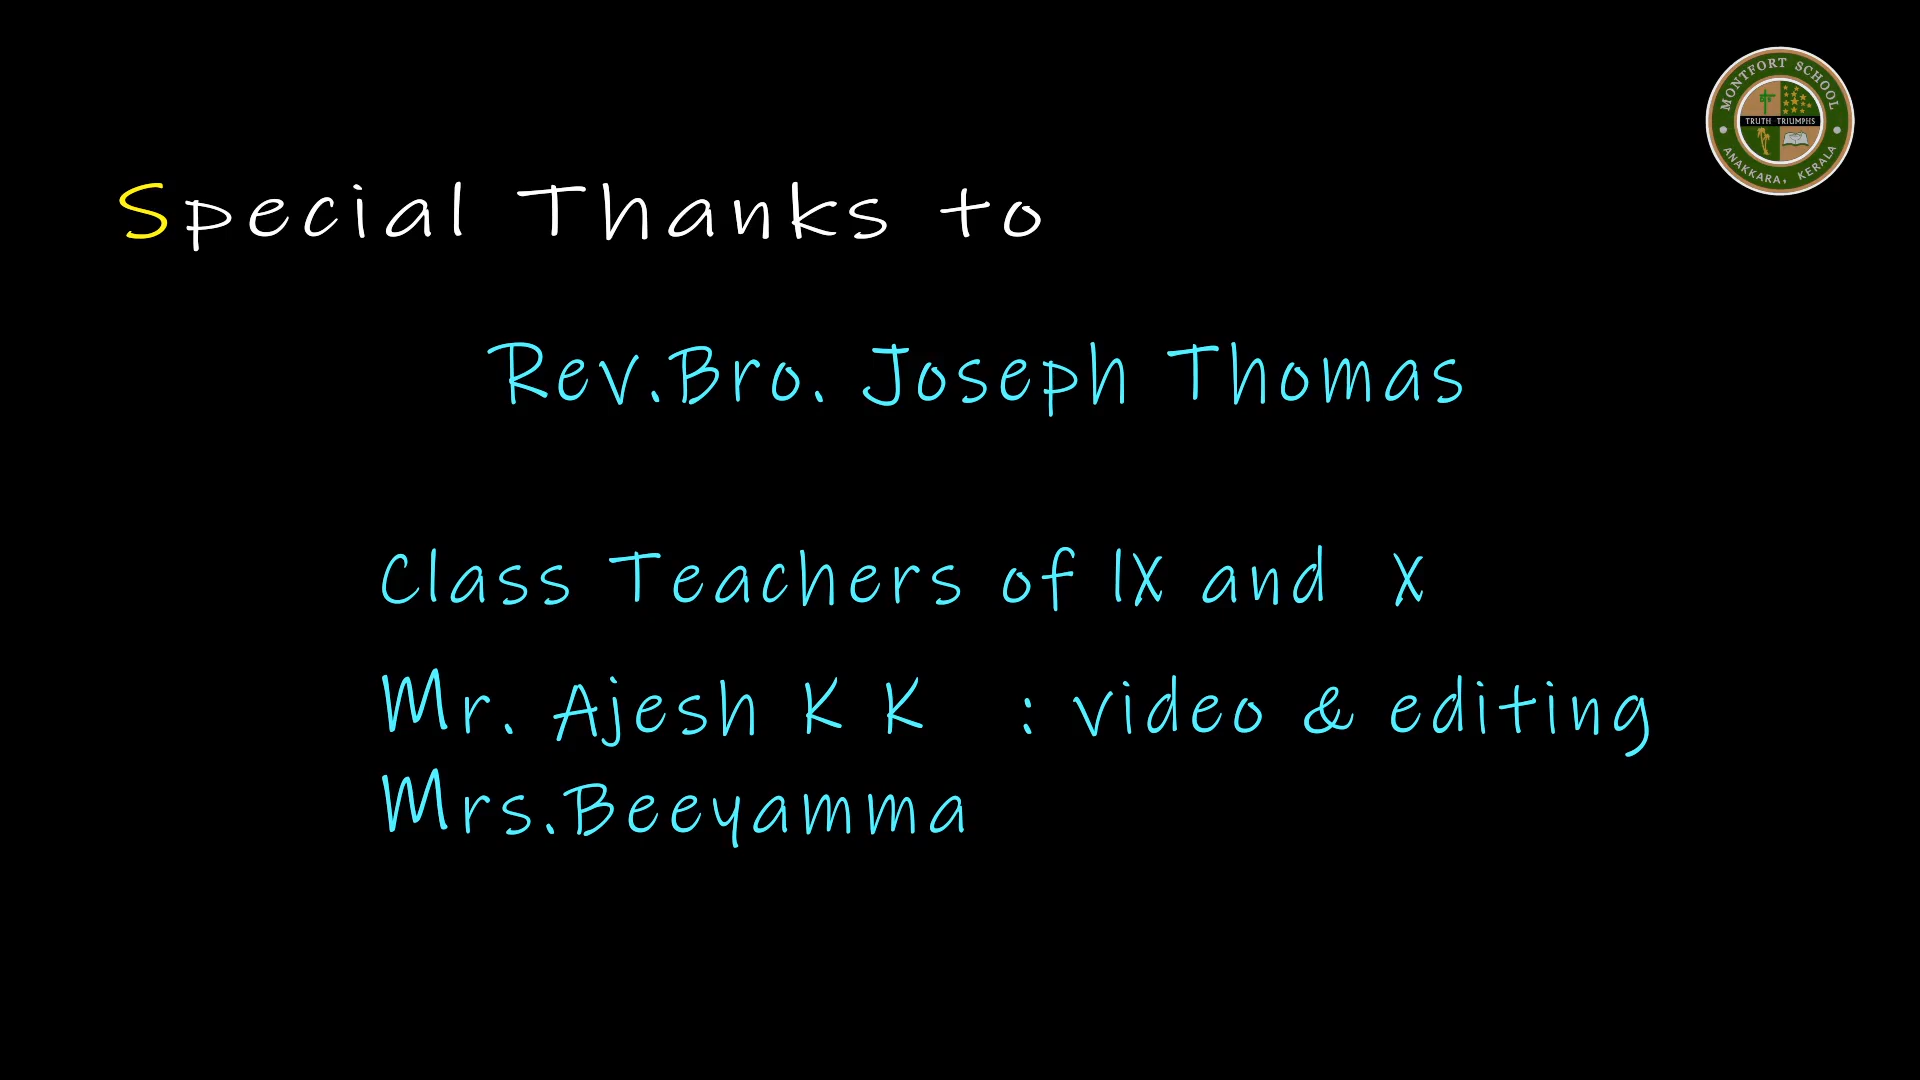 MONTFORT SCHOOL
TRUTH TRIUMPHS
ANAKKARA, KERALA
Special Thanks to
Rev.Bro. Joseph Thomas
Class Teachers of IX and X
Mr. Ajesh K K : video & editing
Mrs.Beeyamma